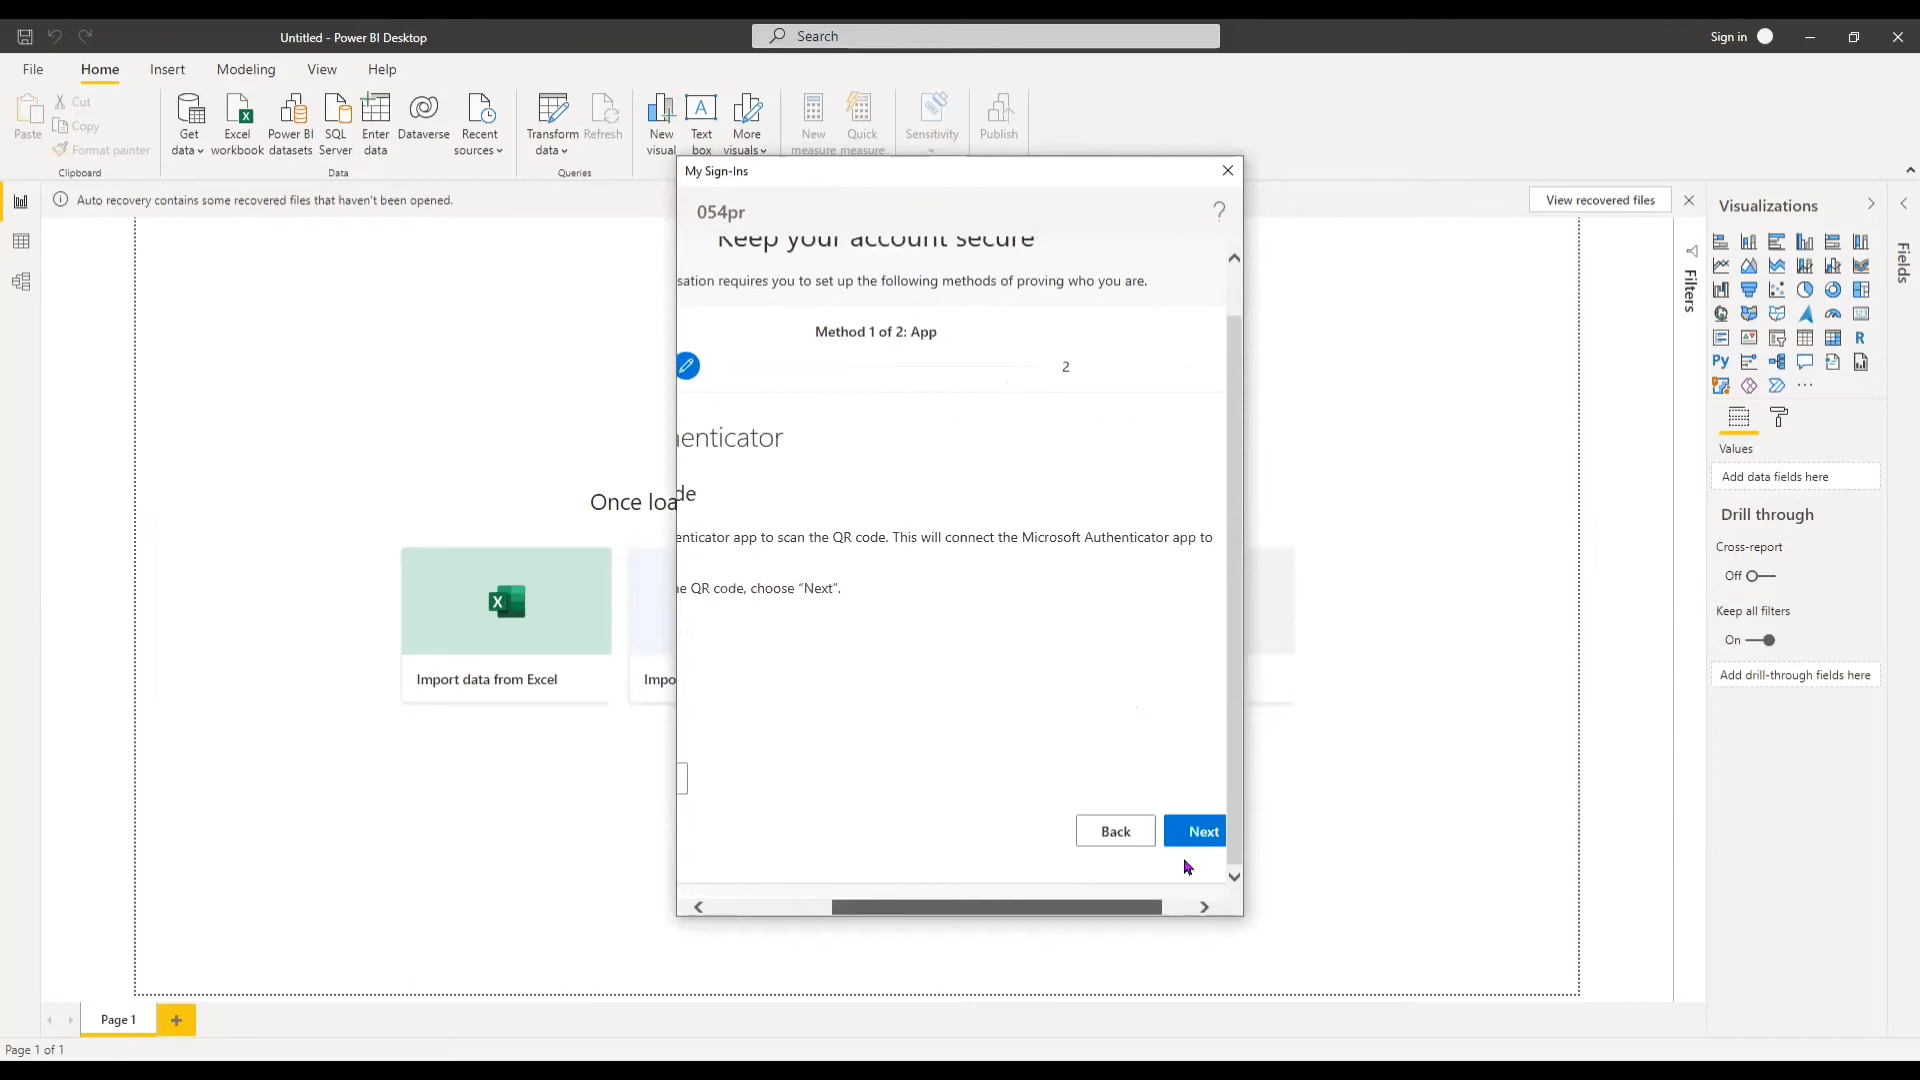 Untitled - Power BI Desktop
Search
Sign in
File
Home
Insert
Modeling
View
Help
Paste
Cut
Copy
Format painter
Clipboard
Get data
Excel workbook
Power BI datasets
SQL Server
Enter data
Dataverse
Recent sources
Data
Transform data
Refresh
Queries
New visual
Text box
More visuals
New measure
Quick measure
Sensitivity
Publish
Auto recovery contains some recovered files that haven't been opened.
View recovered files
My Sign-Ins
054pr
?
Keep your account secure
sation requires you to set up the following methods of proving who you are.
Method 1 of 2: App
2
enticator
de
enticator app to scan the QR code. This will connect the Microsoft Authenticator app to
e QR code, choose “Next”.
Back
Next
Once loa
Import data from Excel
Impo
Filters
Visualizations
Fields
R
Py
Values
Add data fields here
Drill through
Cross-report
Off
Keep all filters
On
Add drill-through fields here
Page 1
Page 1 of 1